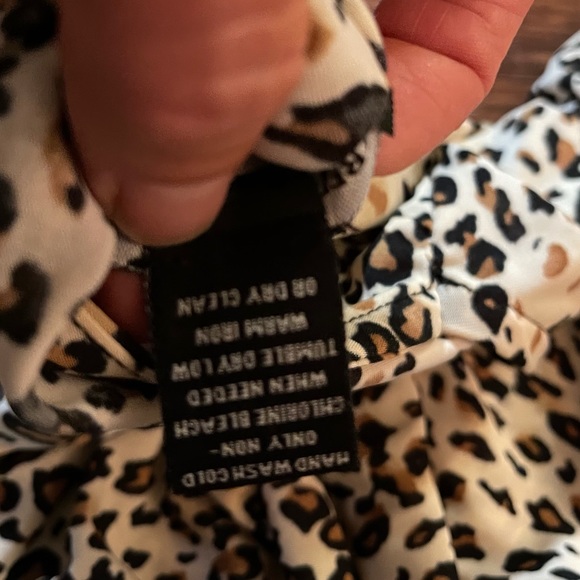 HAND WASH COLD
ONLY NON-
CHLORINE BLEACH
WHEN NEEDED
TUMBLE DRY LOW
WARM IRON
OR DRY CLEAN